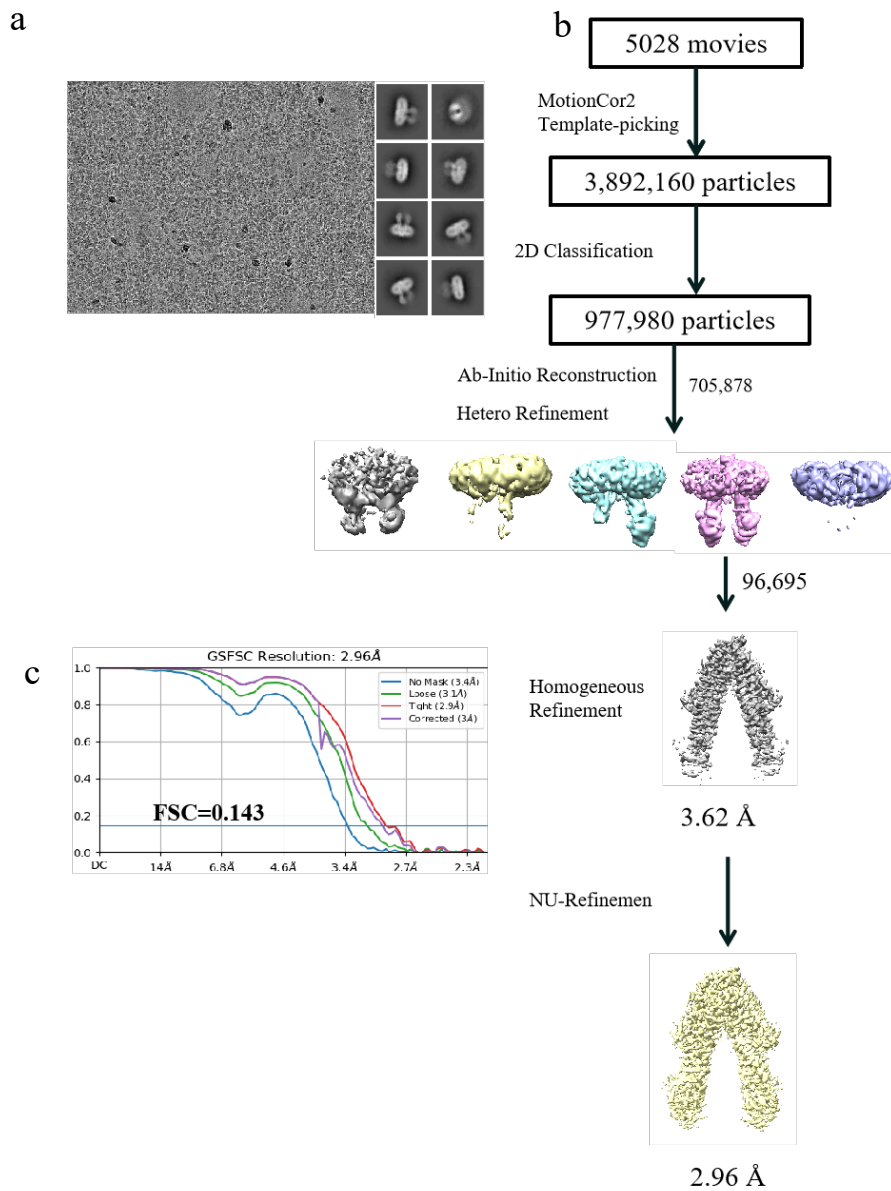 a
b
5028 movies
MotionCor2
Template-picking
3,892,160 particles
2D Classification
977,980 particles
Ab-Initio Reconstruction
705,878
Hetero Refinement
96,695
c
GSFSC Resolution: 2.96Å
No Mask (3.4Å)
Loose (3.1Å)
Tight (2.9Å)
Corrected (3Å)
1.0
0.8
0.6
0.4
0.2
0.0
FSC=0.143
DC
14Å
6.8Å
4.6Å
3.4Å
2.7Å
2.3Å
Homogeneous
Refinement
3.62 Å
NU-Refinemen
2.96 Å